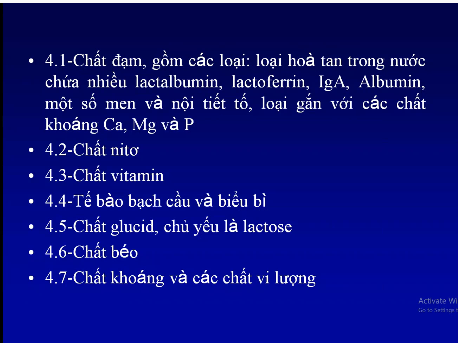 • 4.1-Chất đạm, gồm các loại: loại hoà tan trong nước
chứa nhiều lactalbumin, lactoferrin, IgA, Albumin,
một số men và nội tiết tố, loại gắn với các chất
khoáng Ca, Mg và P
• 4.2-Chất nitơ
• 4.3-Chất vitamin
• 4.4-Tế bào bạch cầu và biểu bì
• 4.5-Chất glucid, chủ yếu là lactose
• 4.6-Chất béo
• 4.7-Chất khoáng và các chất vi lượng
Activate Wi
Go to Settings